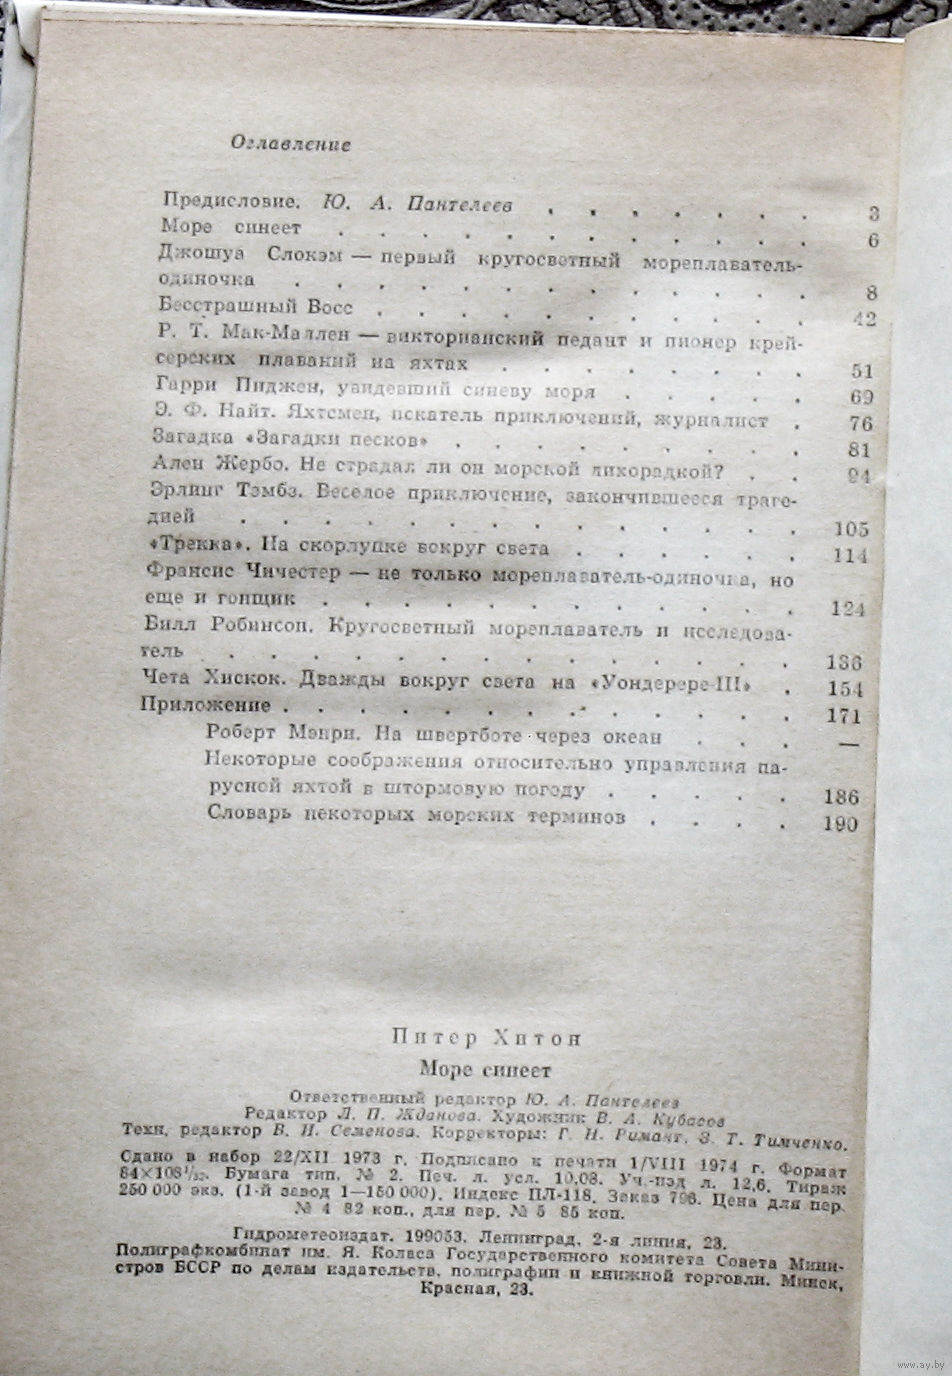 Оглавление
Предисловие. Ю. А. Пантелеев . . . . . . . 3
Море синеет . . . . . . . . . . . . 6
Джошуа Слокэм — первый кругосветный мореплаватель-
одиночка . . . . . . . . . . . . . 8
Бесстрашный Восс . . . . . . . . . . . 42
Р. Т. Мак-Маллен — викторианский педант и пионер крей-
серских плаваний на яхтах . . . . . . . . 51
Гарри Пиджен, увидевший синеву моря . . . . . 69
Э. Ф. Найт. Яхтсмен, искатель приключений, журналист . 76
Загадка «Загадки песков» . . . . . . . . . 81
Ален Жербо. Не страдал ли он морской лихорадкой? . . 94
Эрлинг Тэмбз. Веселое приключение, закончившееся траге-
дией . . . . . . . . . . . . . . 105
«Трекка». На скорлупке вокруг света . . . . . . 114
Франсис Чичестер — не только мореплаватель-одиночка, но
еще и гонщик . . . . . . . . . . . . 124
Билл Робинсон. Кругосветный мореплаватель и исследова-
тель . . . . . . . . . . . . . . 136
Чета Хискок. Дважды вокруг света на «Уондерере-III» . 154
Приложение . . . . . . . . . . . . . 171
Роберт Мэнри. На швертботе через океан . . . —
Некоторые соображения относительно управления па-
русной яхтой в штормовую погоду . . . . . 186
Словарь некоторых морских терминов . . . . 190
Питер Хитон
Море синеет
Ответственный редактор Ю. А. Пантелеев
Редактор Л. П. Жданова. Художник В. А. Кубасов
Техн. редактор В. И. Семенова. Корректоры: Г. Н. Римант, З. Т. Тимченко.
Сдано в набор 22/XII 1973 г. Подписано к печати 1/VIII 1974 г. Формат
84×108¹/₃₂. Бумага тип. № 2. Печ. л. усл. 10,08. Уч.-изд л. 12,6. Тираж
250 000 экз. (1-й завод 1—150 000). Индекс ПЛ-118. Заказ 796. Цена для пер.
№ 4 82 коп., для пер. № 5 85 коп.
Гидрометеоиздат. 199053. Ленинград, 2-я линия, 23.
Полиграфкомбинат им. Я. Коласа Государственного комитета Совета Мини-
стров БССР по делам издательств, полиграфии и книжной торговли. Минск,
Красная, 23.
www.ay.by